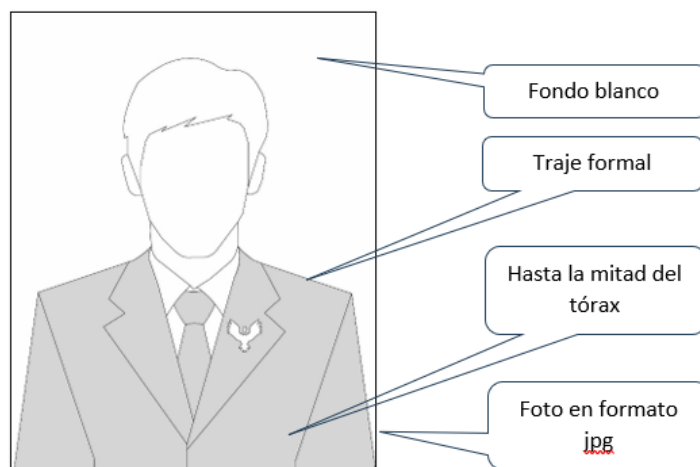 Fondo blanco
Traje formal
Hasta la mitad del
tórax
Foto en formato
jpg